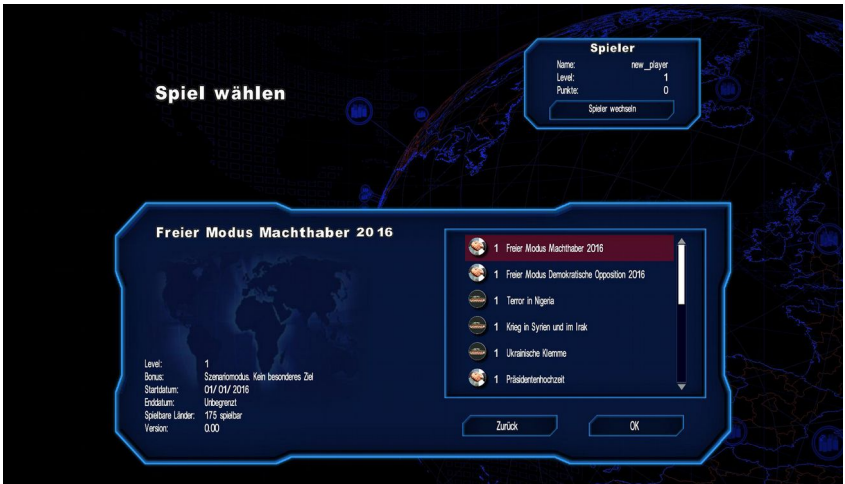 Spiel wählen
Spieler
Name: new_player
Level: 1
Punkte: 0
Spieler wechseln
Freier Modus Machthaber 2016
Level: 1
Bonus: Szenariomodus. Kein besonderes Ziel
Startdatum: 01/01/2016
Enddatum: Unbegrenzt
Spielbare Länder: 175 spielbar
Version: 0.00
1 Freier Modus Machthaber 2016
1 Freier Modus Demokratische Opposition 2016
1 Terror in Nigeria
1 Krieg in Syrien und im Irak
1 Ukrainische Klemme
1 Präsidentenhochzeit
Zurück
OK